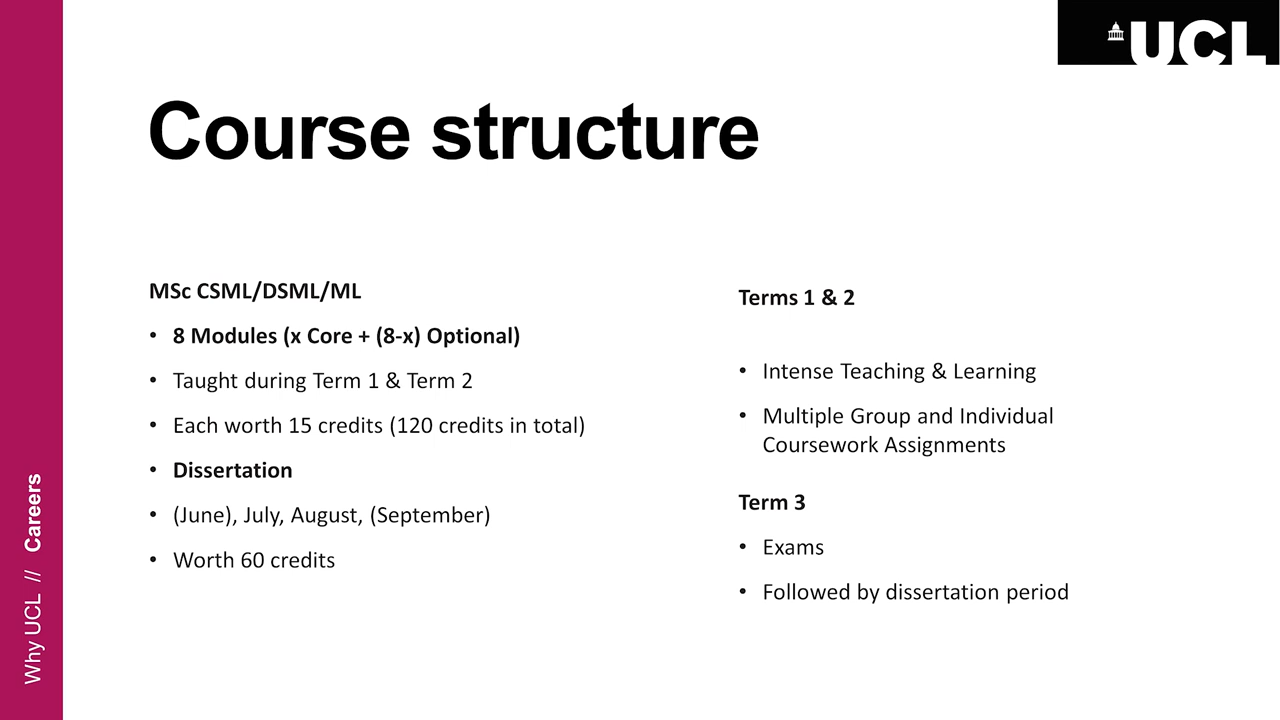 UCL
Course structure
MSc CSML/DSML/ML
• 8 Modules (x Core + (8-x) Optional)
• Taught during Term 1 & Term 2
• Each worth 15 credits (120 credits in total)
• Dissertation
• (June), July, August, (September)
• Worth 60 credits
Terms 1 & 2
• Intense Teaching & Learning
• Multiple Group and Individual
Coursework Assignments
Term 3
• Exams
• Followed by dissertation period
Why UCL // Careers